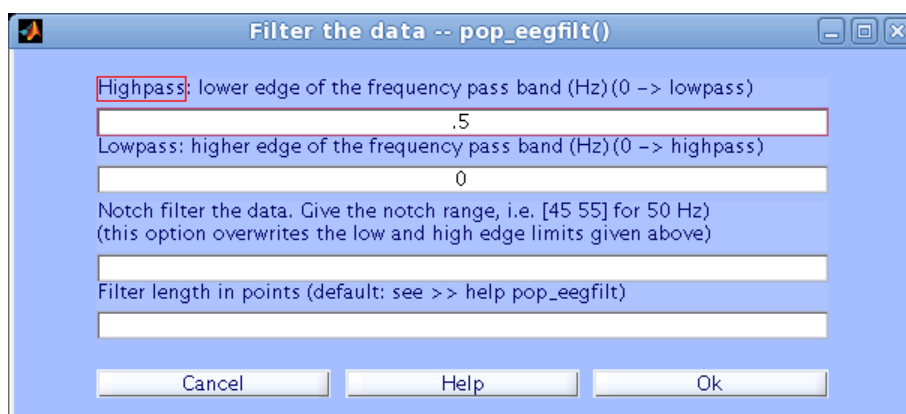 Filter the data -- pop_eegfilt()
Highpass: lower edge of the frequency pass band (Hz)(0 -> lowpass)
.5
Lowpass: higher edge of the frequency pass band (Hz)(0 -> highpass)
0
Notch filter the data. Give the notch range, i.e. [45 55] for 50 Hz)
(this option overwrites the low and high edge limits given above)
Filter length in points (default: see >> help pop_eegfilt)
Cancel Help Ok